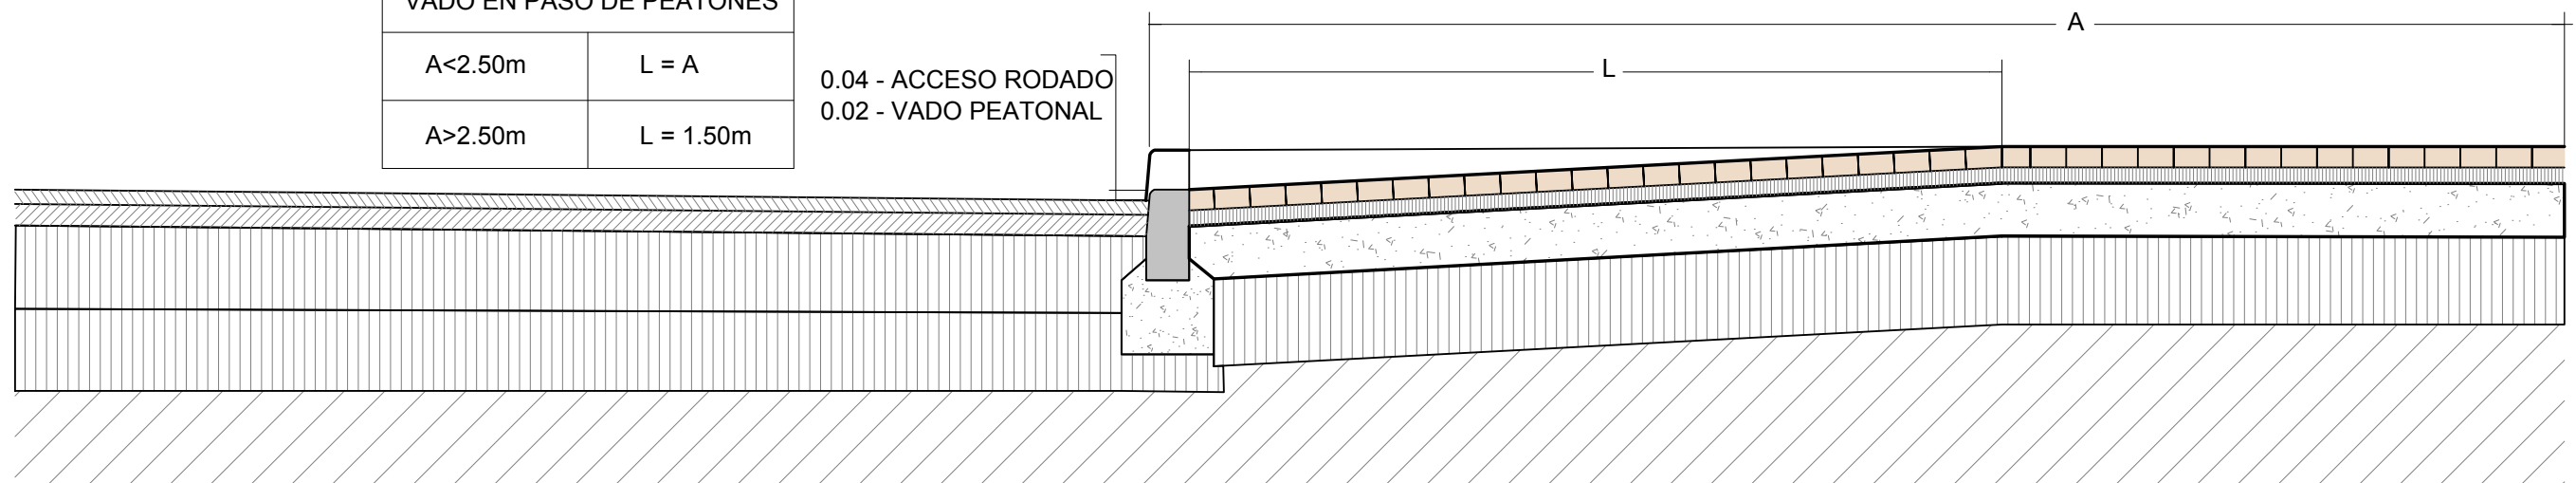 VADO EN PASO DE PEATONES
A<2.50m L = A
A>2.50m L = 1.50m
0.04 - ACCESO RODADO
0.02 - VADO PEATONAL
A
L